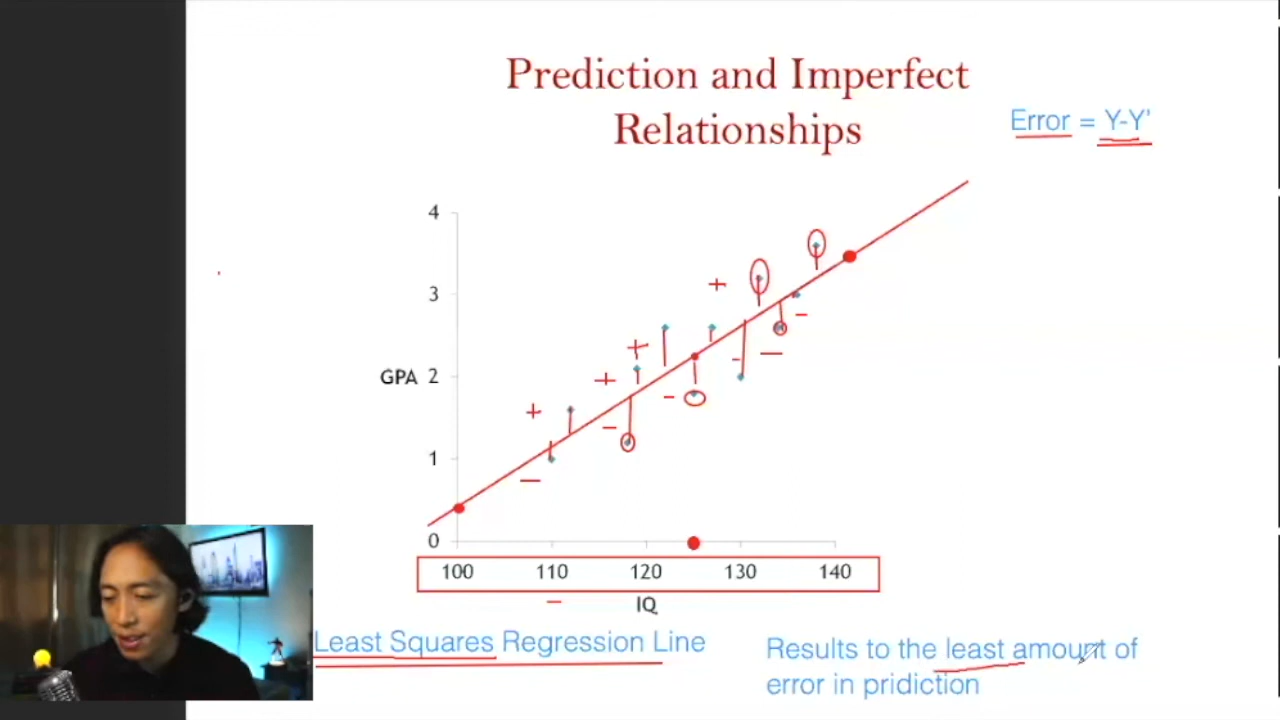 Prediction and Imperfect
Relationships
Error = Y-Y'
4
3
GPA 2
1
0
100 110 120 130 140
IQ
Least Squares Regression Line
Results to the least amount of
error in pridiction